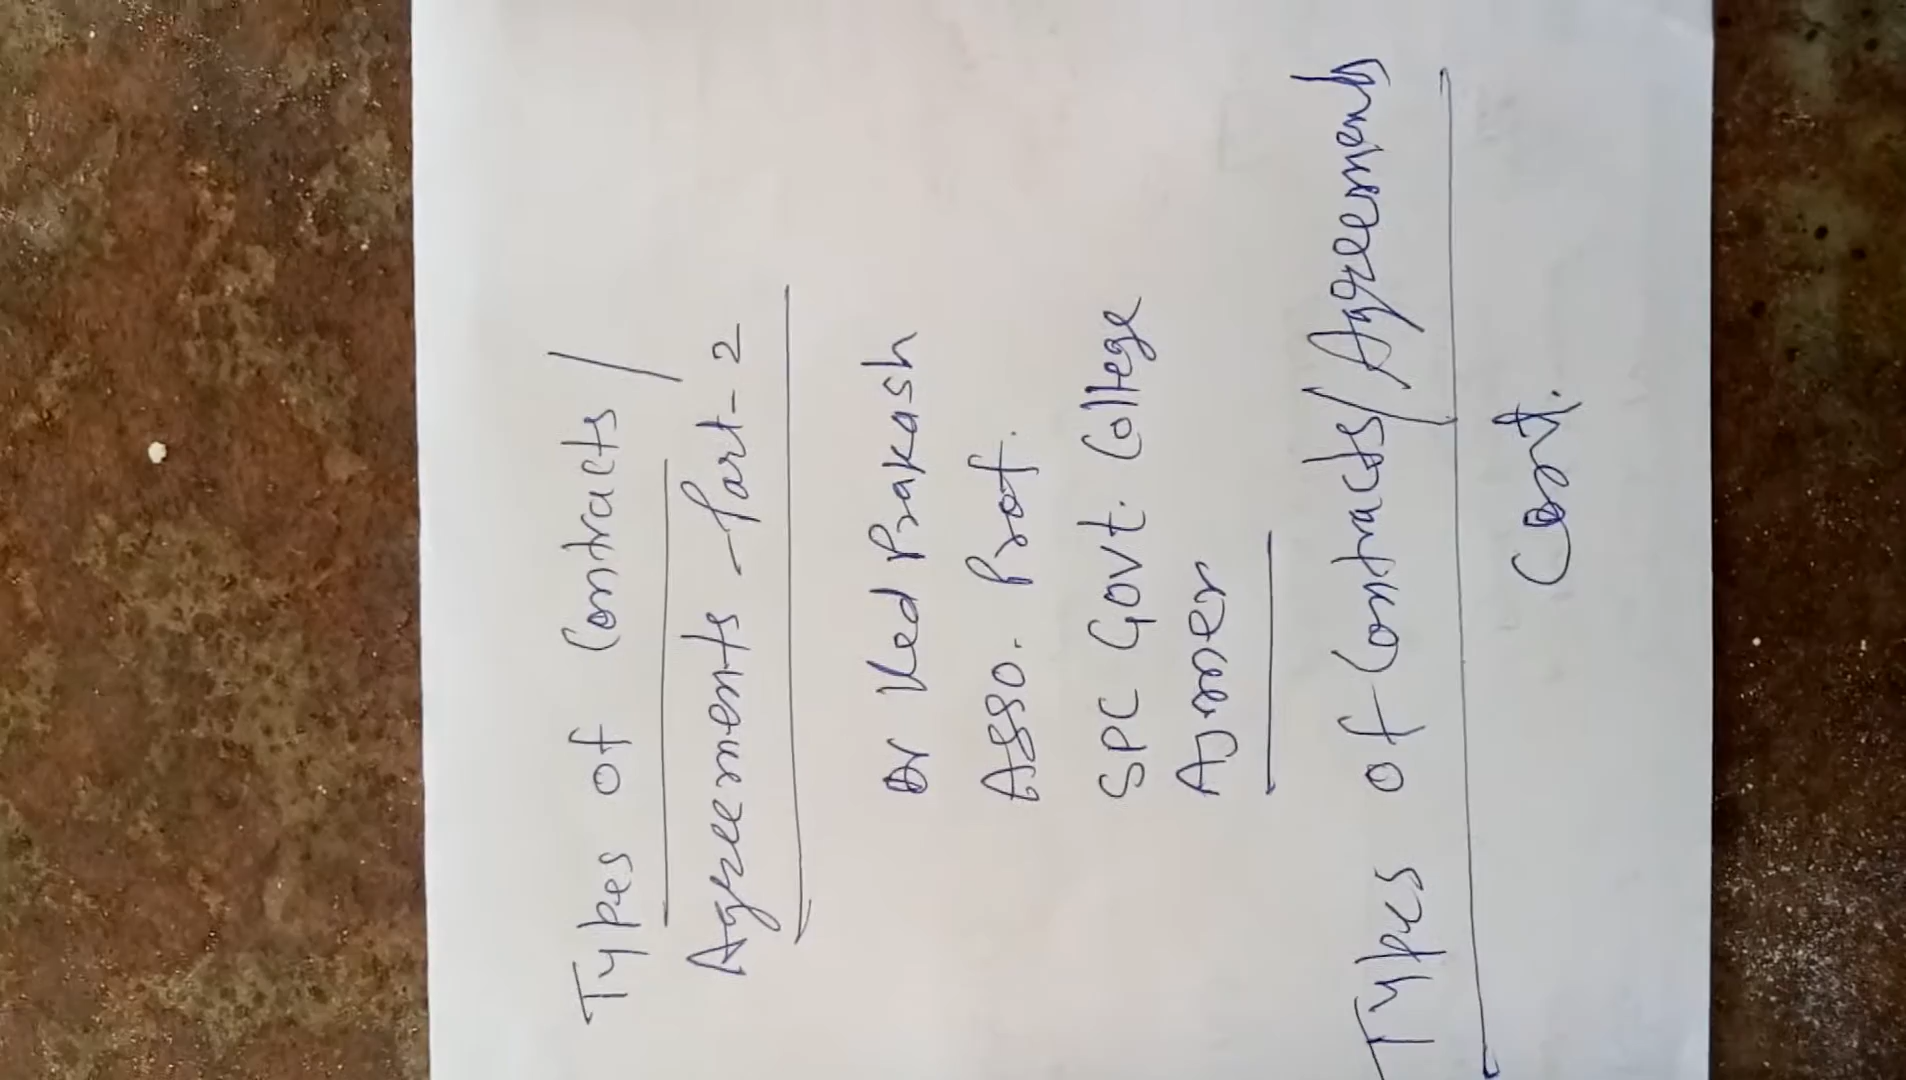 Types of Contracts/
Agreements - Part-2
Dr Ved Prakash
Asso. Prof.
SPC Govt. College
Ajmer
Types of Contracts/Agreements
Cont.